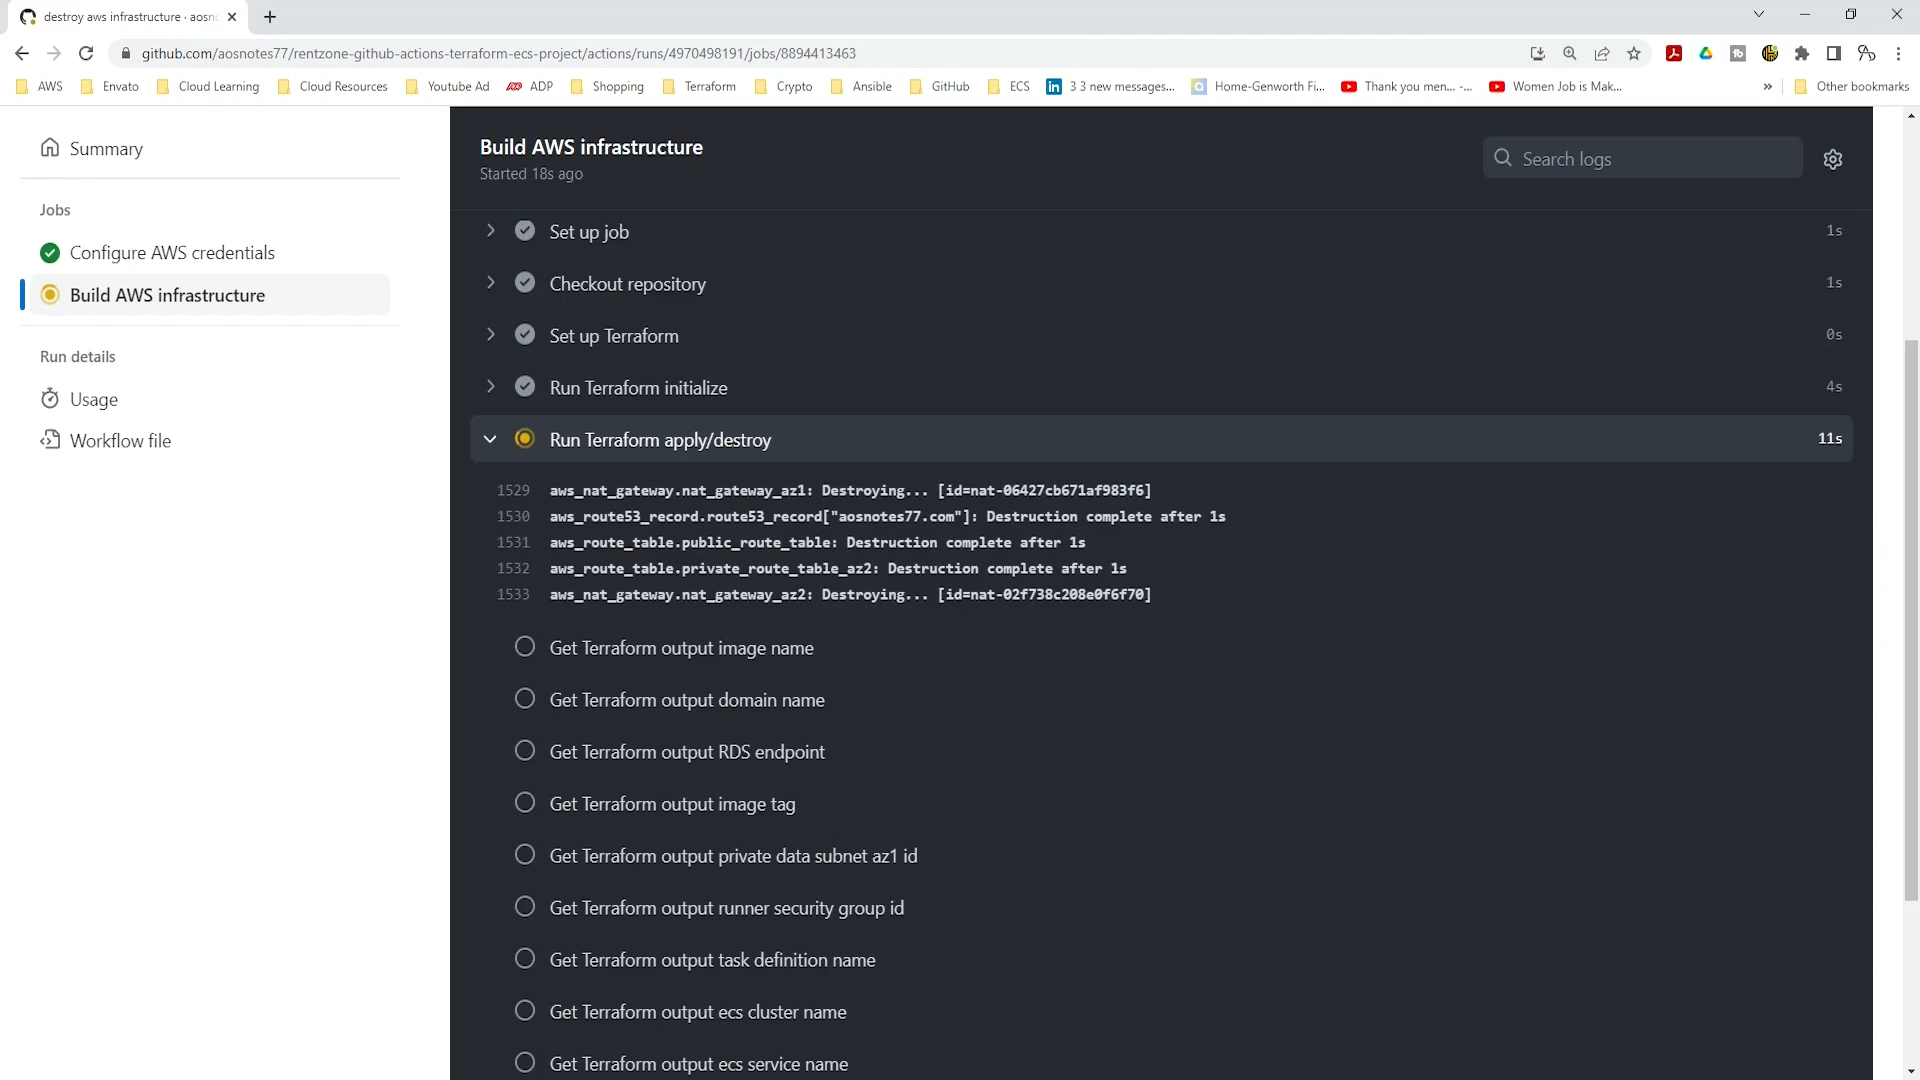 destroy aws infrastructure · aosn
github.com/aosnotes77/rentzone-github-actions-terraform-ecs-project/actions/runs/4970498191/jobs/8894413463
AWS
Envato
Cloud Learning
Cloud Resources
Youtube Ad
ADP
Shopping
Terraform
Crypto
Ansible
GitHub
ECS
3 3 new messages...
Home-Genworth Fi...
Thank you men... -...
Women Job is Mak...
»
Other bookmarks
Summary
Jobs
Configure AWS credentials
Build AWS infrastructure
Run details
Usage
Workflow file
Build AWS infrastructure
Started 18s ago
Search logs
Set up job 1s
Checkout repository 1s
Set up Terraform 0s
Run Terraform initialize 4s
Run Terraform apply/destroy 11s
1529 aws_nat_gateway.nat_gateway_az1: Destroying... [id=nat-06427cb671af983f6]
1530 aws_route53_record.route53_record["aosnotes77.com"]: Destruction complete after 1s
1531 aws_route_table.public_route_table: Destruction complete after 1s
1532 aws_route_table.private_route_table_az2: Destruction complete after 1s
1533 aws_nat_gateway.nat_gateway_az2: Destroying... [id=nat-02f738c208e0f6f70]
Get Terraform output image name
Get Terraform output domain name
Get Terraform output RDS endpoint
Get Terraform output image tag
Get Terraform output private data subnet az1 id
Get Terraform output runner security group id
Get Terraform output task definition name
Get Terraform output ecs cluster name
Get Terraform output ecs service name